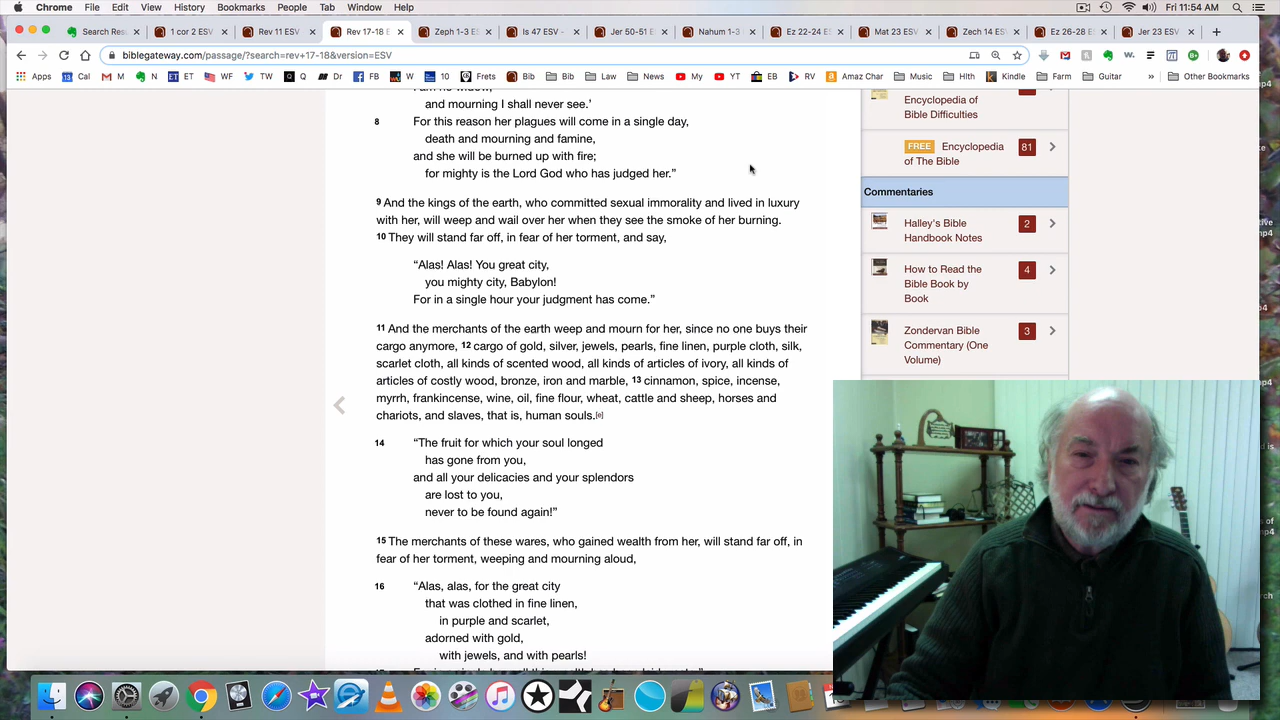 Chrome File Edit View History Bookmarks People Tab Window Help
Fri 11:54 AM
Search Res
1 cor 2 ESV
Rev 11 ESV
Rev 17-18 E
Zeph 1-3 E
Is 47 ESV -
Jer 50-51 E
Nahum 1-3
Ez 22-24 E
Mat 23 ESV
Zech 14 ES
Ez 26-28 E
Jer 23 ESV
biblegateway.com/passage/?search=rev+17-18&version=ESV
Apps Cal M N ET WF TW Q Dr FB W 10 Frets Bib Bib Law News My YT EB RV Amaz Char Music Hlth Kindle Farm Guitar » Other Bookmarks
and mourning I shall never see.’
8 For this reason her plagues will come in a single day,
death and mourning and famine,
and she will be burned up with fire;
for mighty is the Lord God who has judged her.”
9 And the kings of the earth, who committed sexual immorality and lived in luxury
with her, will weep and wail over her when they see the smoke of her burning.
10 They will stand far off, in fear of her torment, and say,
“Alas! Alas! You great city,
you mighty city, Babylon!
For in a single hour your judgment has come.”
11 And the merchants of the earth weep and mourn for her, since no one buys their
cargo anymore, 12 cargo of gold, silver, jewels, pearls, fine linen, purple cloth, silk,
scarlet cloth, all kinds of scented wood, all kinds of articles of ivory, all kinds of
articles of costly wood, bronze, iron and marble, 13 cinnamon, spice, incense,
myrrh, frankincense, wine, oil, fine flour, wheat, cattle and sheep, horses and
chariots, and slaves, that is, human souls.
14 “The fruit for which your soul longed
has gone from you,
and all your delicacies and your splendors
are lost to you,
never to be found again!”
15 The merchants of these wares, who gained wealth from her, will stand far off, in
fear of her torment, weeping and mourning aloud,
16 “Alas, alas, for the great city
that was clothed in fine linen,
in purple and scarlet,
adorned with gold,
with jewels, and with pearls!
Encyclopedia of
Bible Difficulties
FREE Encyclopedia
of The Bible
81
Commentaries
Halley's Bible
Handbook Notes
2
How to Read the
Bible Book by
Book
4
Zondervan Bible
Commentary (One
Volume)
3